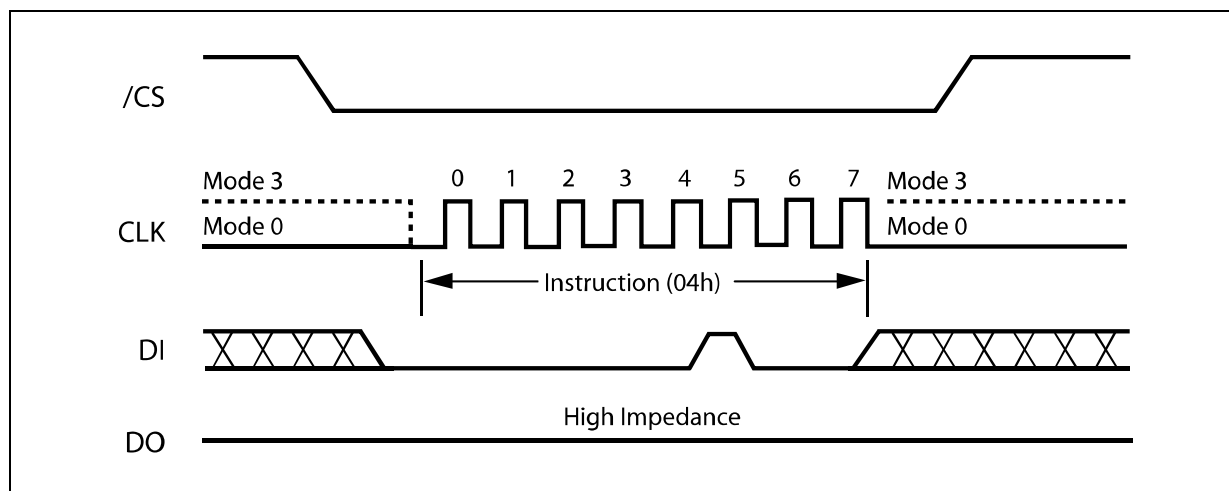 /CS
Mode 3
0 1 2 3 4 5 6 7
Mode 3
CLK
Mode 0
Mode 0
Instruction (04h)
DI
High Impedance
DO